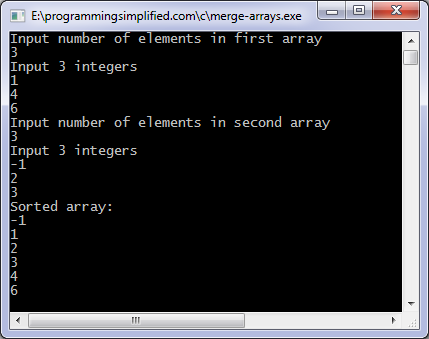 E:\programmingsimplified.com\c\merge-arrays.exe
Input number of elements in first array
3
Input 3 integers
1
4
6
Input number of elements in second array
3
Input 3 integers
-1
2
3
Sorted array:
-1
1
2
3
4
6